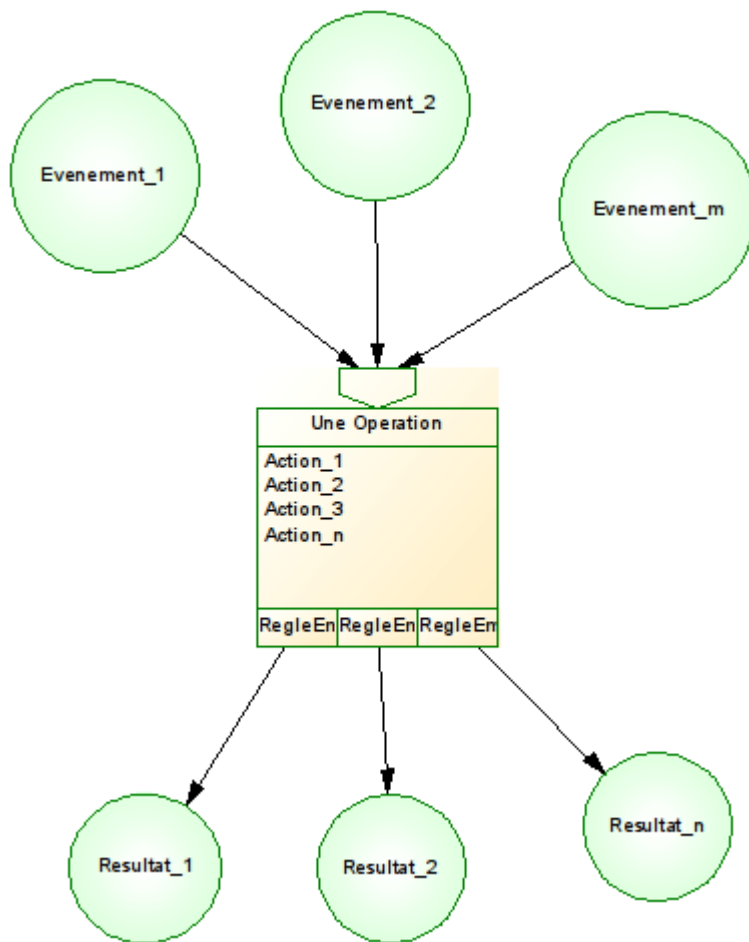 Evenement_2
Evenement_1
Evenement_m
Une Operation
Action_1
Action_2
Action_3
Action_n
RegleEn RegleEn RegleEm
Resultat_n
Resultat_1
Resultat_2